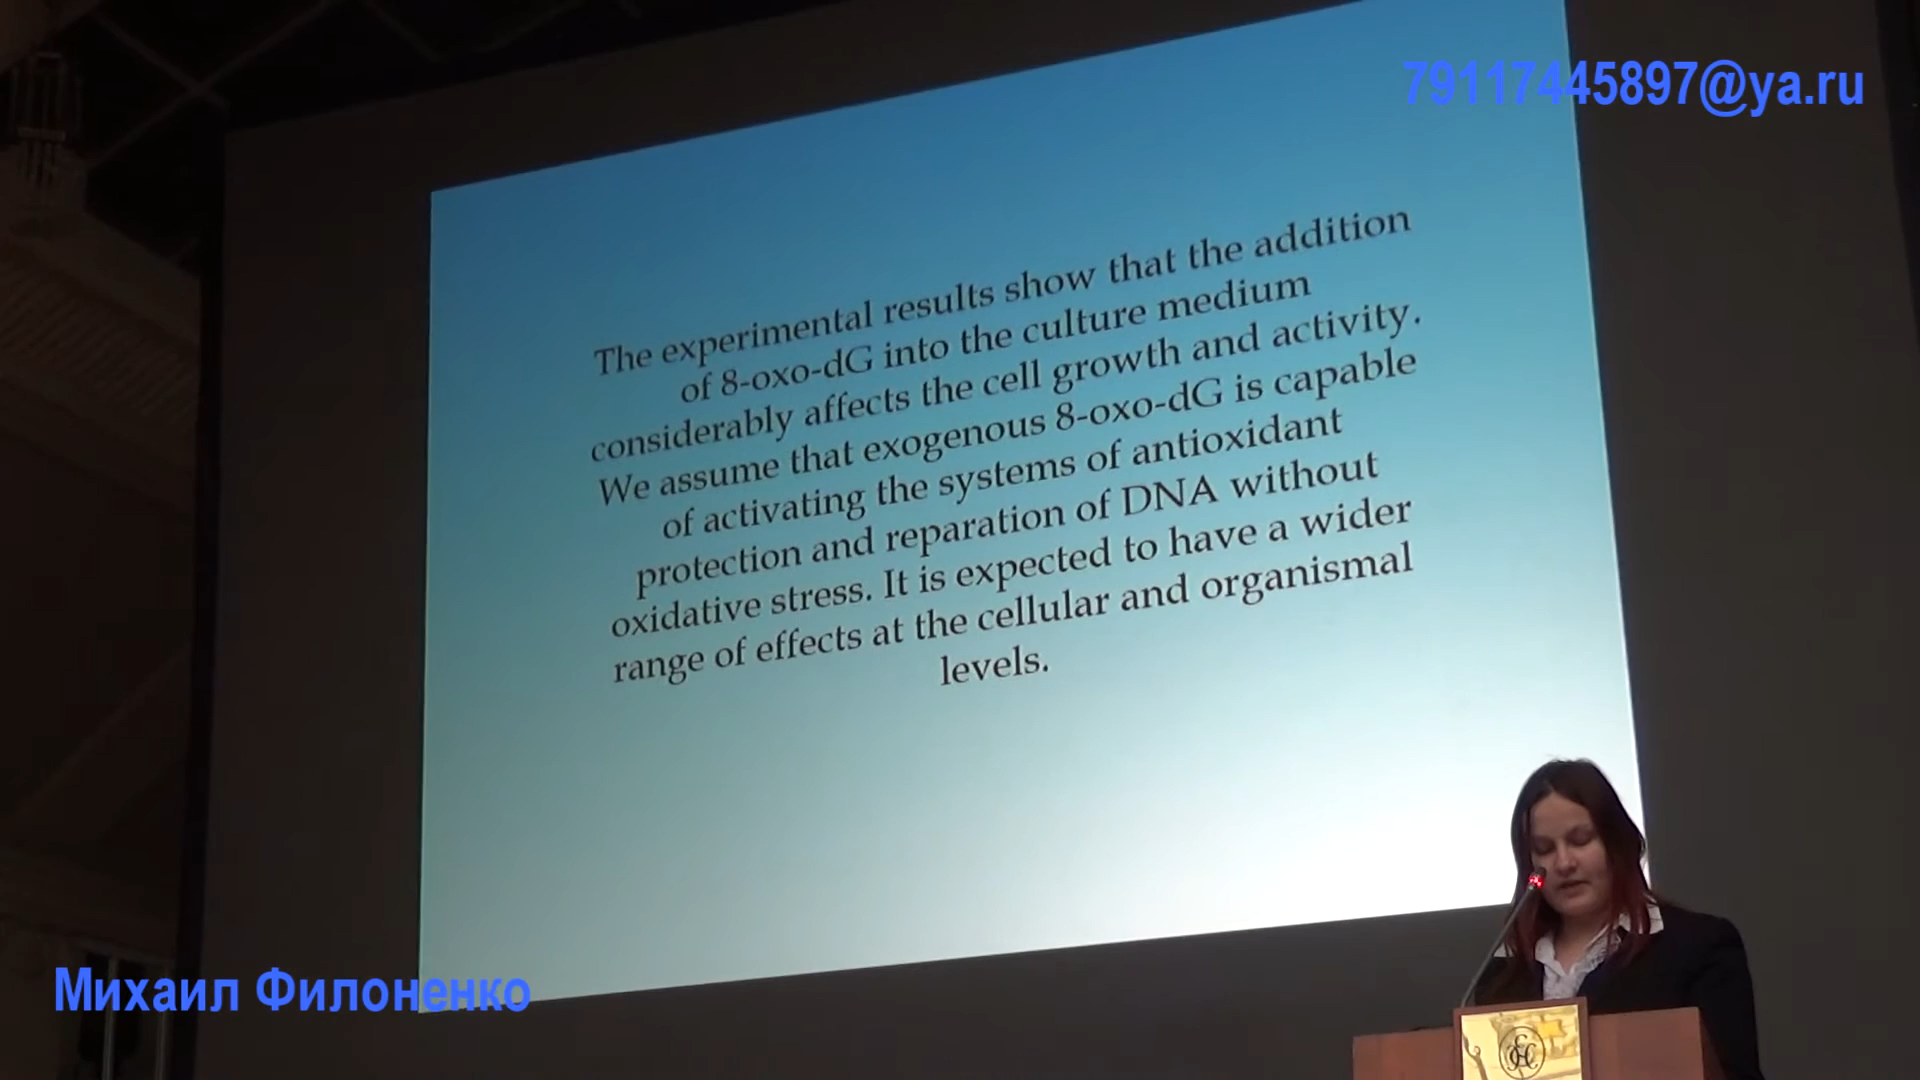 79117445897@ya.ru
The experimental results show that the addition
of 8-oxo-dG into the culture medium
considerably affects the cell growth and activity.
We assume that exogenous 8-oxo-dG is capable
of activating the systems of antioxidant
protection and reparation of DNA without
oxidative stress. It is expected to have a wider
range of effects at the cellular and organismal
levels.
Михаил Филоненко